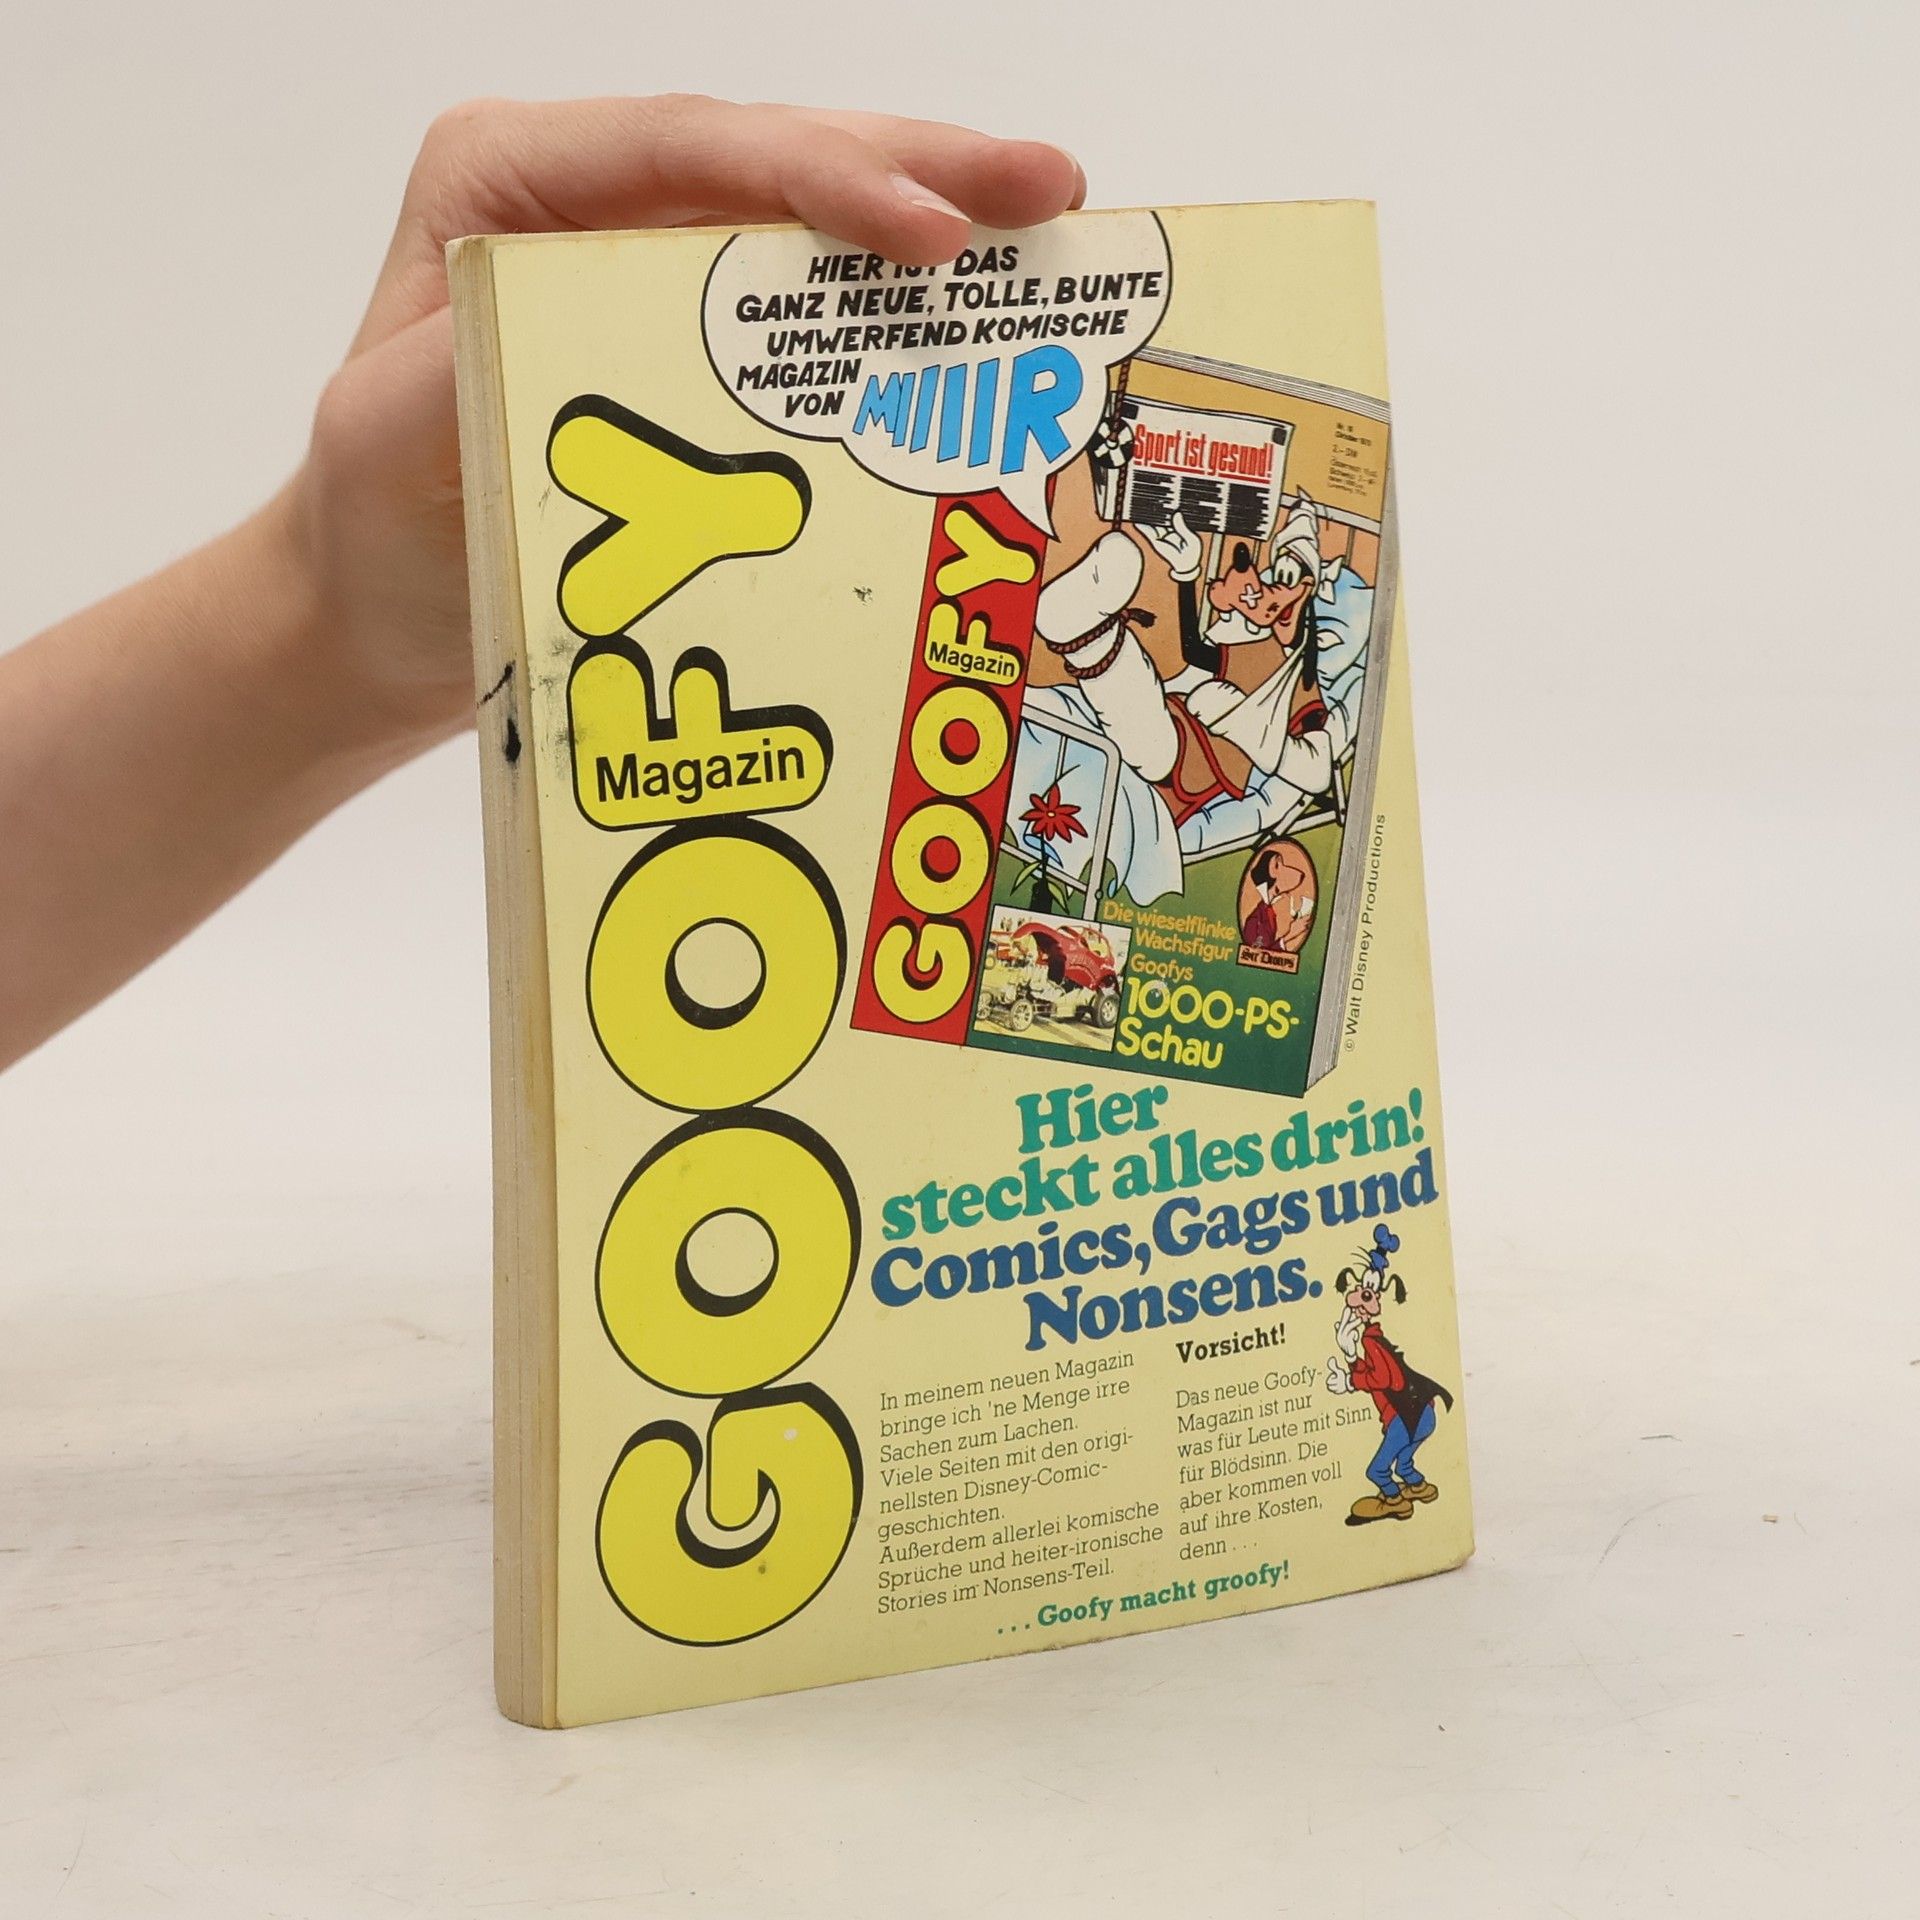 HIER IST DAS
GANZ NEUE, TOLLE, BUNTE
UMWERFEND KOMISCHE
MAGAZIN
VON MIIIIR
GOOFY
Magazin
Sport ist gesund!
GOOFY
Magazin
Die wieselflinke
Wachsfigur
Goofys
1000-PS-
Schau
© Walt Disney Productions
Hier
steckt alles drin!
Comics, Gags und
Nonsens.
In meinem neuen Magazin
bringe ich 'ne Menge irre
Sachen zum Lachen.
Viele Seiten mit den origi-
nellsten Disney-Comic-
geschichten.
Außerdem allerlei komische
Sprüche und heiter-ironische
Stories im Nonsens-Teil.
Vorsicht!
Das neue Goofy-
Magazin ist nur
was für Leute mit Sinn
für Blödsinn. Die
aber kommen voll
auf ihre Kosten,
denn . . .
. . . Goofy macht groofy!